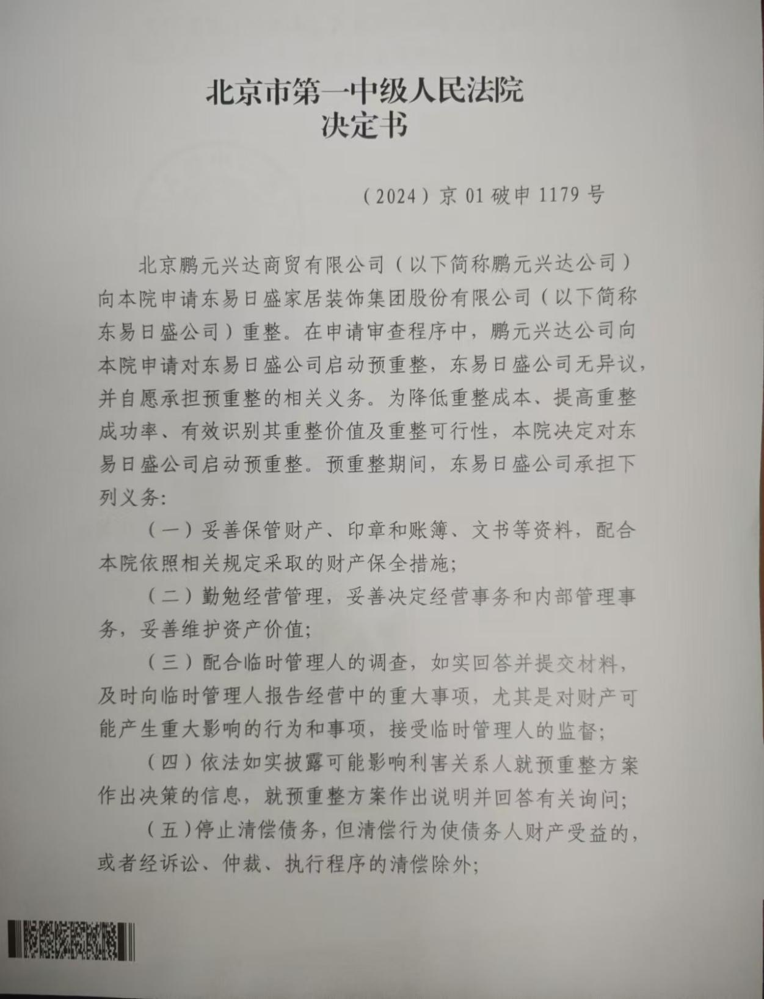 北京市第一中级人民法院
决定书
（2024）京 01 破申 1179 号
北京鹏元兴达商贸有限公司（以下简称鹏元兴达公司）
向本院申请东易日盛家居装饰集团股份有限公司（以下简称
东易日盛公司）重整。在申请审查程序中，鹏元兴达公司向
本院申请对东易日盛公司启动预重整，东易日盛公司无异议，
并自愿承担预重整的相关义务。为降低重整成本、提高重整
成功率、有效识别其重整价值及重整可行性，本院决定对东
易日盛公司启动预重整。预重整期间，东易日盛公司承担下
列义务：
（一）妥善保管财产、印章和账簿、文书等资料，配合
本院依照相关规定采取的财产保全措施；
（二）勤勉经营管理，妥善决定经营事务和内部管理事
务，妥善维护资产价值；
（三）配合临时管理人的调查，如实回答并提交材料，
及时向临时管理人报告经营中的重大事项，尤其是对财产可
能产生重大影响的行为和事项，接受临时管理人的监督；
（四）依法如实披露可能影响利害关系人就预重整方案
作出决策的信息，就预重整方案作出说明并回答有关询问；
（五）停止清偿债务，但清偿行为使债务人财产受益的，
或者经诉讼、仲裁、执行程序的清偿除外；